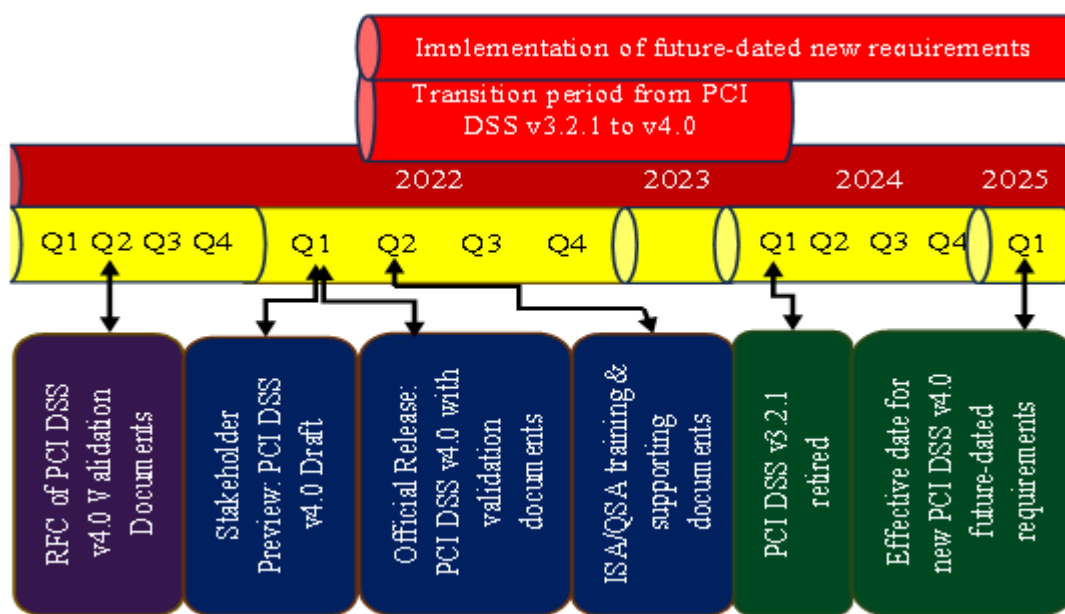 Implementation of future-dated new requirements
Transition period from PCI
DSS v3.2.1 to v4.0
2022 2023 2024 2025
Q1 Q2 Q3 Q4 Q1 Q2 Q3 Q4 Q1 Q2 Q3 Q4 Q1
RFC of PCI DSS
v4.0 Validation
Documents
Stakeholder
Preview: PCI DSS
v4.0 Draft
Official Release:
PCI DSS v4.0 with
validation
documents
ISA/QSA training &
supporting
documents
PCI DSS v3.2.1
retired
Effective date for
new PCI DSS v4.0
future-dated
requirements